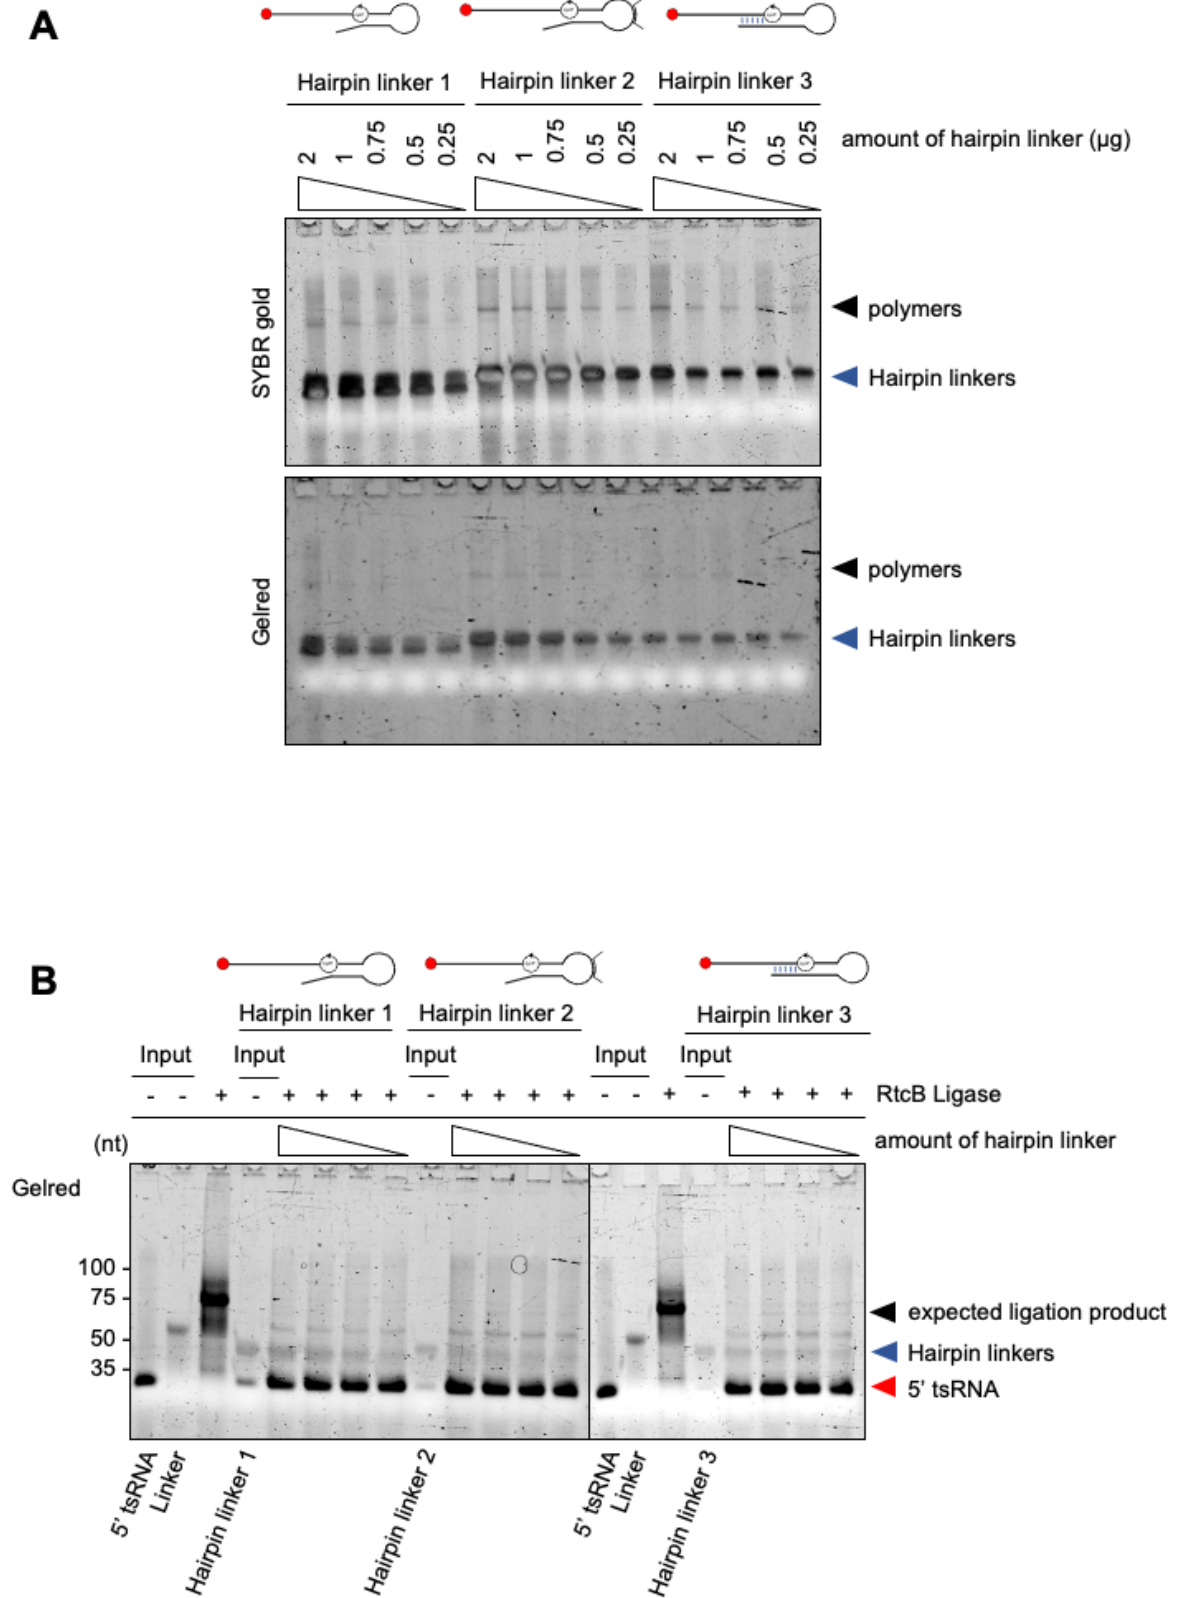 A
Hairpin linker 1 Hairpin linker 2 Hairpin linker 3
2 1 0.75 0.5 0.25 2 1 0.75 0.5 0.25 2 1 0.75 0.5 0.25 amount of hairpin linker (µg)
SYBR gold
polymers
Hairpin linkers
Gelred
polymers
Hairpin linkers
B
Hairpin linker 1 Hairpin linker 2 Hairpin linker 3
Input Input Input Input Input
- - + - + + + + - + + + + - - + - + + + + RtcB Ligase
(nt) amount of hairpin linker
Gelred
100
75
50
35
expected ligation product
Hairpin linkers
5' tsRNA
5' tsRNA Linker Hairpin linker 1 Hairpin linker 2 5' tsRNA Linker Hairpin linker 3